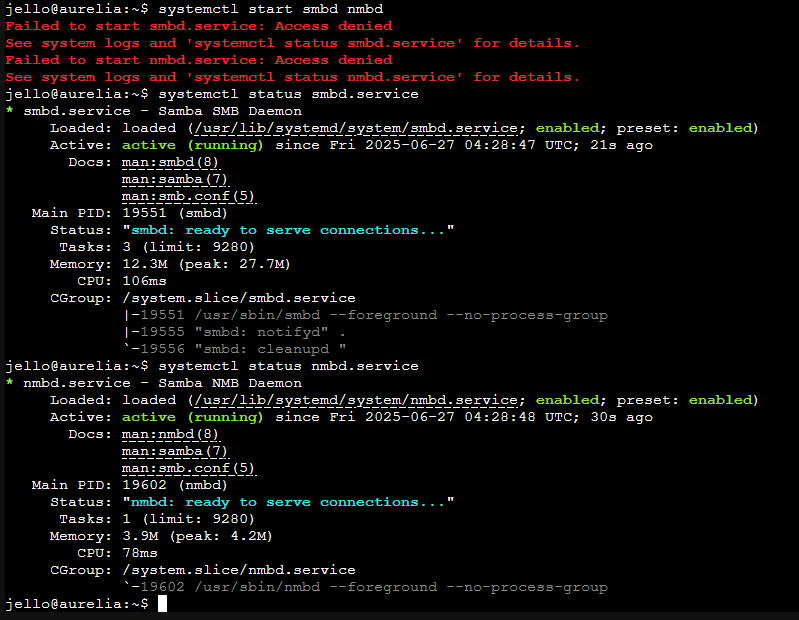 jello@aurelia:~$ systemctl start smbd nmbd
Failed to start smbd.service: Access denied
See system logs and 'systemctl status smbd.service' for details.
Failed to start nmbd.service: Access denied
See system logs and 'systemctl status nmbd.service' for details.
jello@aurelia:~$ systemctl status smbd.service
* smbd.service - Samba SMB Daemon
     Loaded: loaded (/usr/lib/systemd/system/smbd.service; enabled; preset: enabled)
     Active: active (running) since Fri 2025-06-27 04:28:47 UTC; 21s ago
       Docs: man:smbd(8)
             man:samba(7)
             man:smb.conf(5)
   Main PID: 19551 (smbd)
     Status: "smbd: ready to serve connections..."
      Tasks: 3 (limit: 9280)
     Memory: 12.3M (peak: 27.7M)
        CPU: 106ms
     CGroup: /system.slice/smbd.service
             |-19551 /usr/sbin/smbd --foreground --no-process-group
             |-19555 "smbd: notifyd" .
             `-19556 "smbd: cleanupd "
jello@aurelia:~$ systemctl status nmbd.service
* nmbd.service - Samba NMB Daemon
     Loaded: loaded (/usr/lib/systemd/system/nmbd.service; enabled; preset: enabled)
     Active: active (running) since Fri 2025-06-27 04:28:48 UTC; 30s ago
       Docs: man:nmbd(8)
             man:samba(7)
             man:smb.conf(5)
   Main PID: 19602 (nmbd)
     Status: "nmbd: ready to serve connections..."
      Tasks: 1 (limit: 9280)
     Memory: 3.9M (peak: 4.2M)
        CPU: 78ms
     CGroup: /system.slice/nmbd.service
             `-19602 /usr/sbin/nmbd --foreground --no-process-group
jello@aurelia:~$